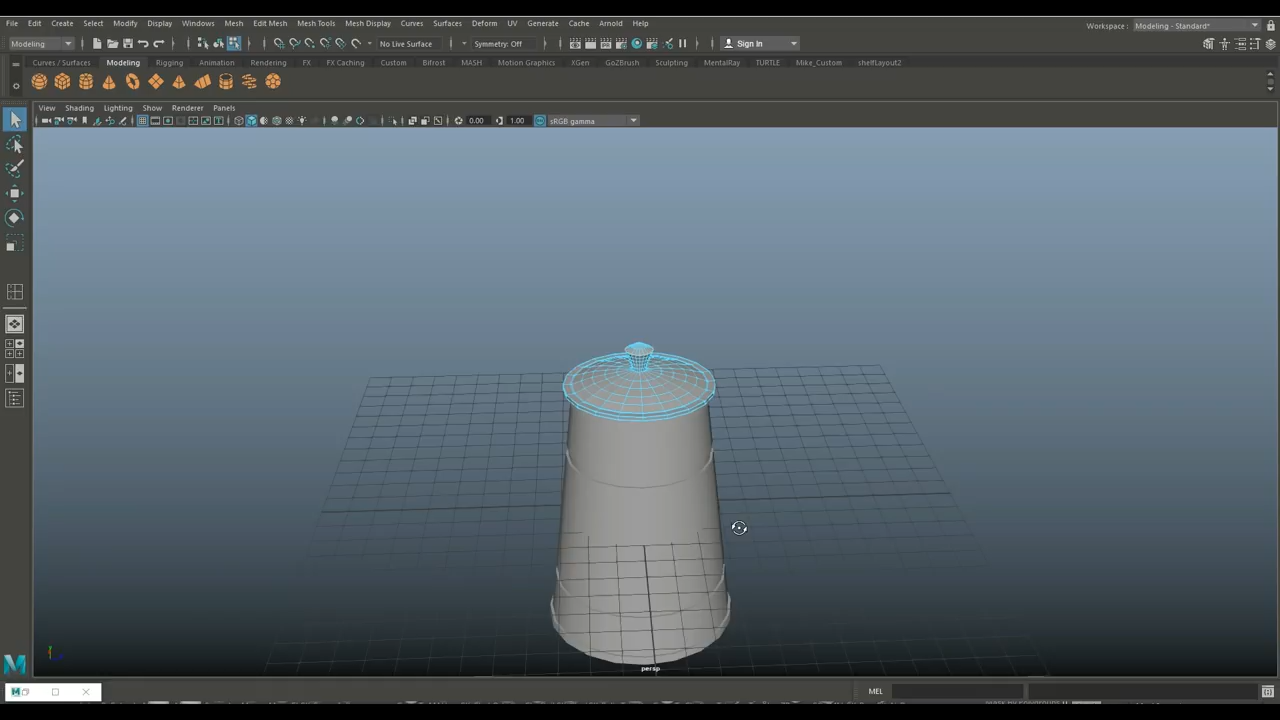 File Edit Create Select Modify Display Windows Mesh Edit Mesh Mesh Tools Mesh Display Curves Surfaces Deform UV Generate Cache Arnold Help
Workspace : Modeling - Standard*
Modeling No Live Surface Symmetry: Off Sign In
Curves / Surfaces Modeling Rigging Animation Rendering FX FX Caching Custom Bifrost MASH Motion Graphics XGen GoZBrush Sculpting MentalRay TURTLE Mike_Custom shelfLayout2
View Shading Lighting Show Renderer Panels
0.00 1.00 sRGB gamma
persp
MEL